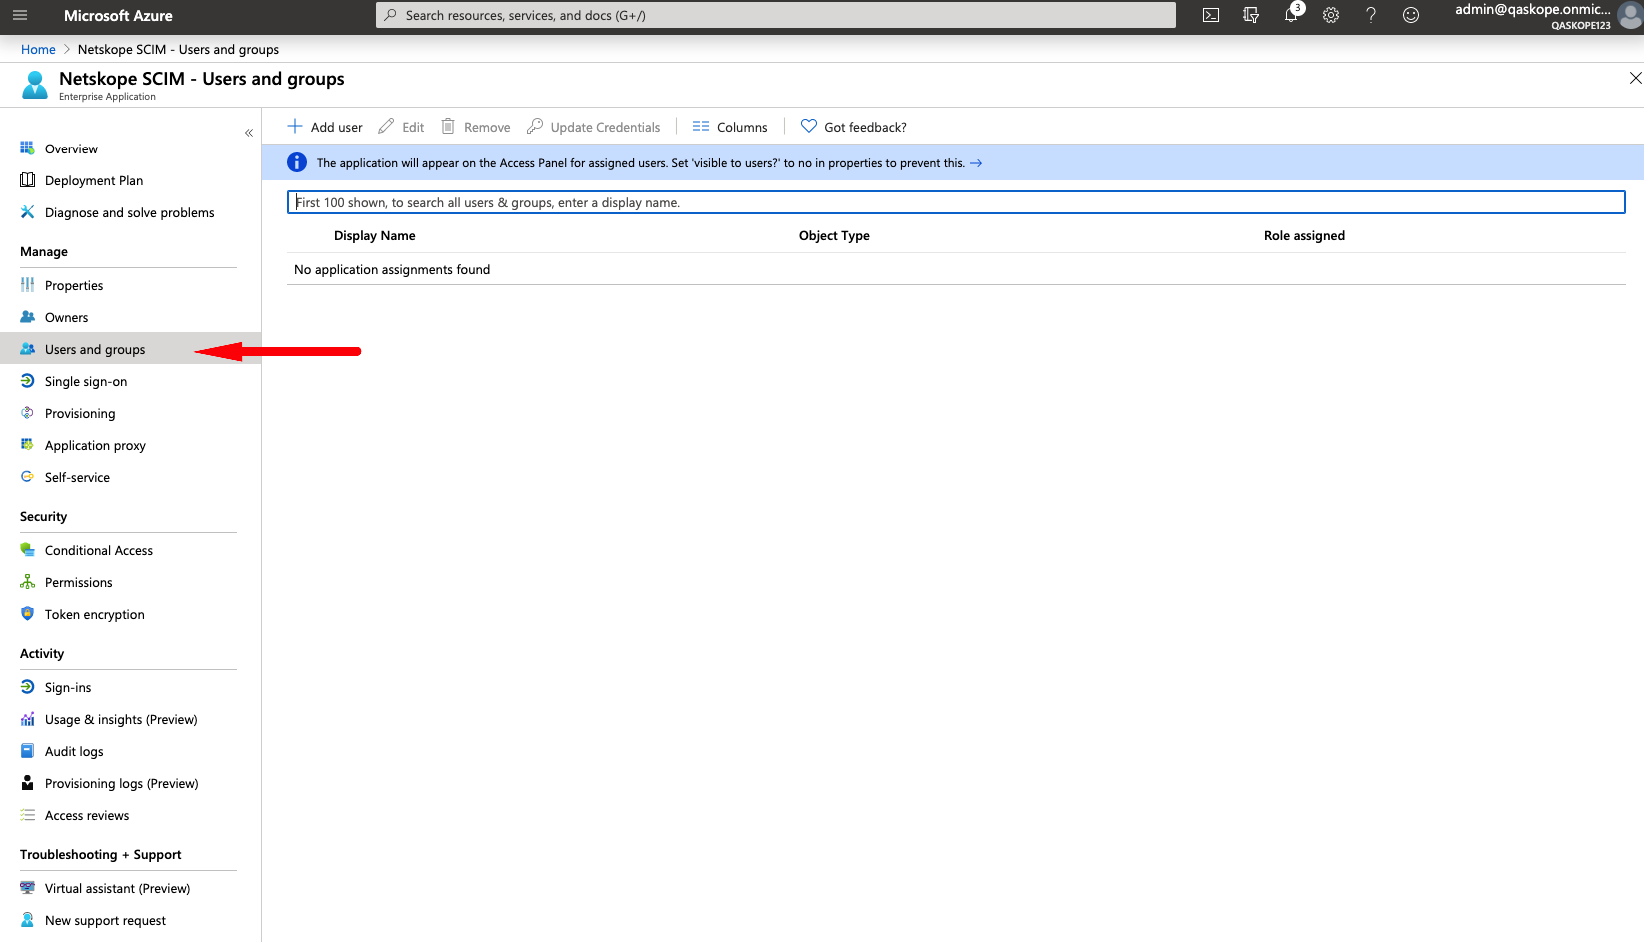 Microsoft Azure
Search resources, services, and docs (G+/)
3
admin@qaskope.onmic...
QASKOPE123
Home > Netskope SCIM - Users and groups
Netskope SCIM - Users and groups
Enterprise Application
«
Overview
Deployment Plan
Diagnose and solve problems
Manage
Properties
Owners
Users and groups
Single sign-on
Provisioning
Application proxy
Self-service
Security
Conditional Access
Permissions
Token encryption
Activity
Sign-ins
Usage & insights (Preview)
Audit logs
Provisioning logs (Preview)
Access reviews
Troubleshooting + Support
Virtual assistant (Preview)
New support request
Add user Edit Remove Update Credentials Columns Got feedback?
The application will appear on the Access Panel for assigned users. Set 'visible to users?' to no in properties to prevent this. →
First 100 shown, to search all users & groups, enter a display name.
Display Name Object Type Role assigned
No application assignments found